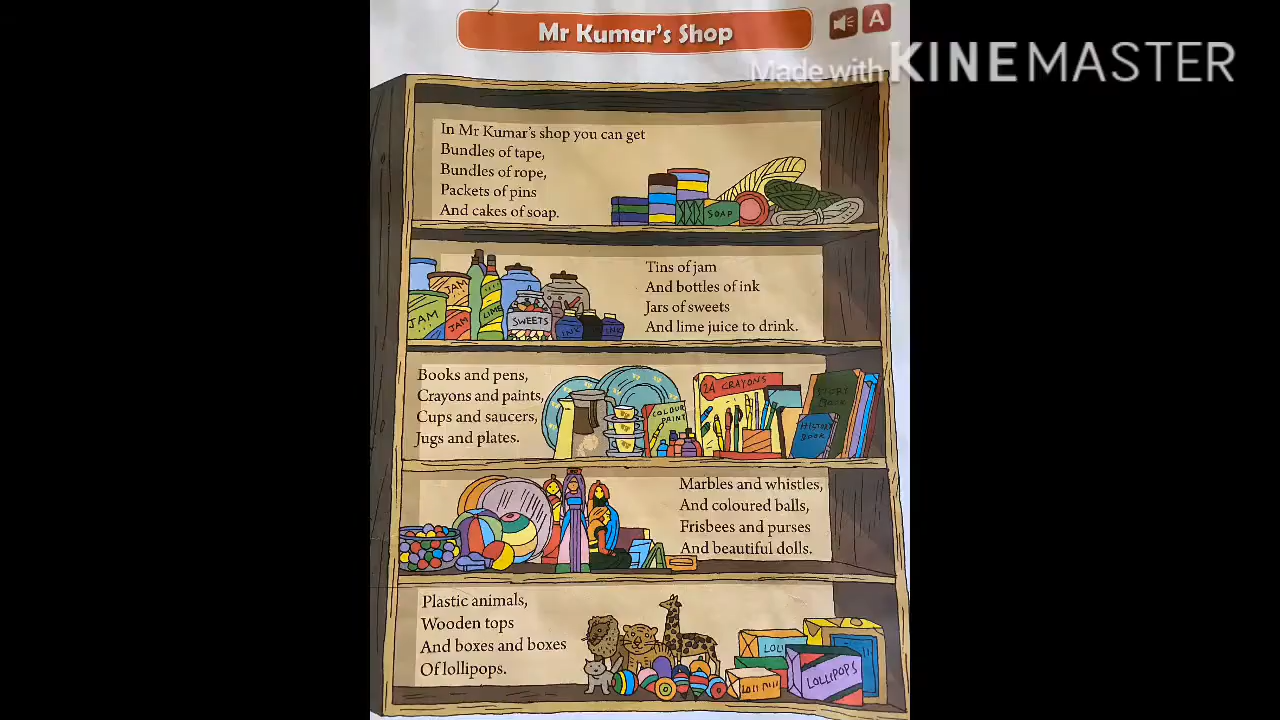 Mr Kumar's Shop
A
Made with KINEMASTER
In Mr Kumar's shop you can get
Bundles of tape,
Bundles of rope,
Packets of pins
And cakes of soap.
SOAP
Tins of jam
And bottles of ink
Jars of sweets
And lime juice to drink.
JAM
JAM
JAM
LIME
SWEETS
INK
INK
Books and pens,
Crayons and paints,
Cups and saucers,
Jugs and plates.
COLOUR
PAINT
24 CRAYONS
STORY
BOOK
HISTORY
BOOK
Marbles and whistles,
And coloured balls,
Frisbees and purses
And beautiful dolls.
Plastic animals,
Wooden tops
And boxes and boxes
Of lollipops.
LOLLIPOPS